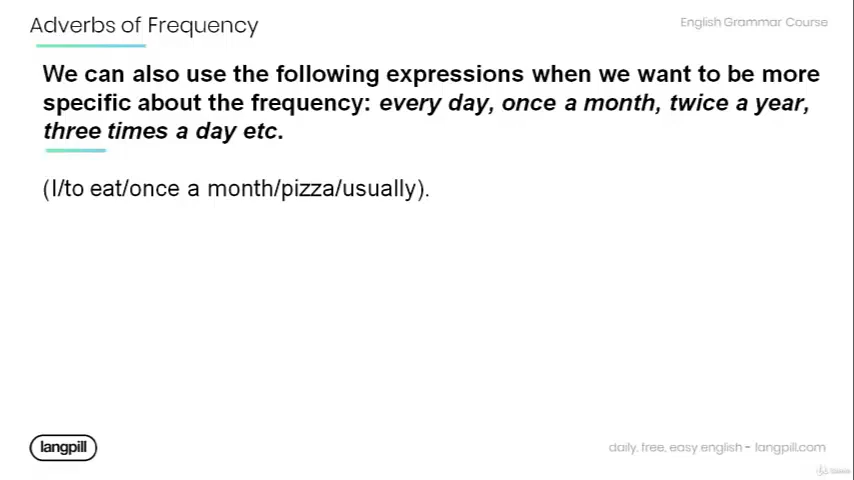 Adverbs of Frequency
English Grammar Course
We can also use the following expressions when we want to be more
specific about the frequency: every day, once a month, twice a year,
three times a day etc.
(I/to eat/once a month/pizza/usually).
langpill
daily, free, easy english - langpill.com